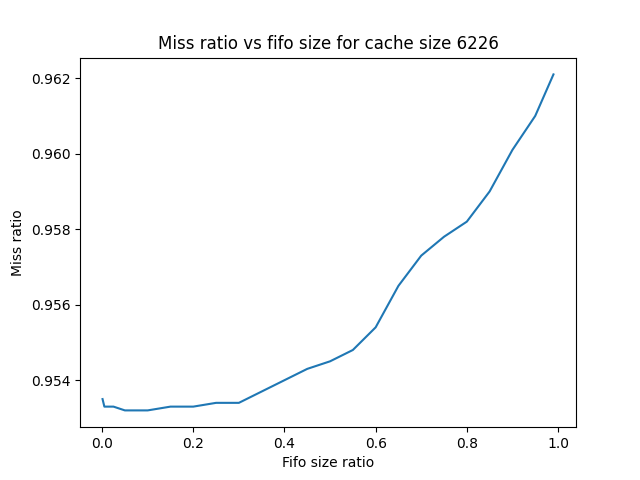 Miss ratio vs fifo size for cache size 6226
0.962
0.960
0.958
0.956
0.954
Miss ratio
0.0 0.2 0.4 0.6 0.8 1.0
Fifo size ratio